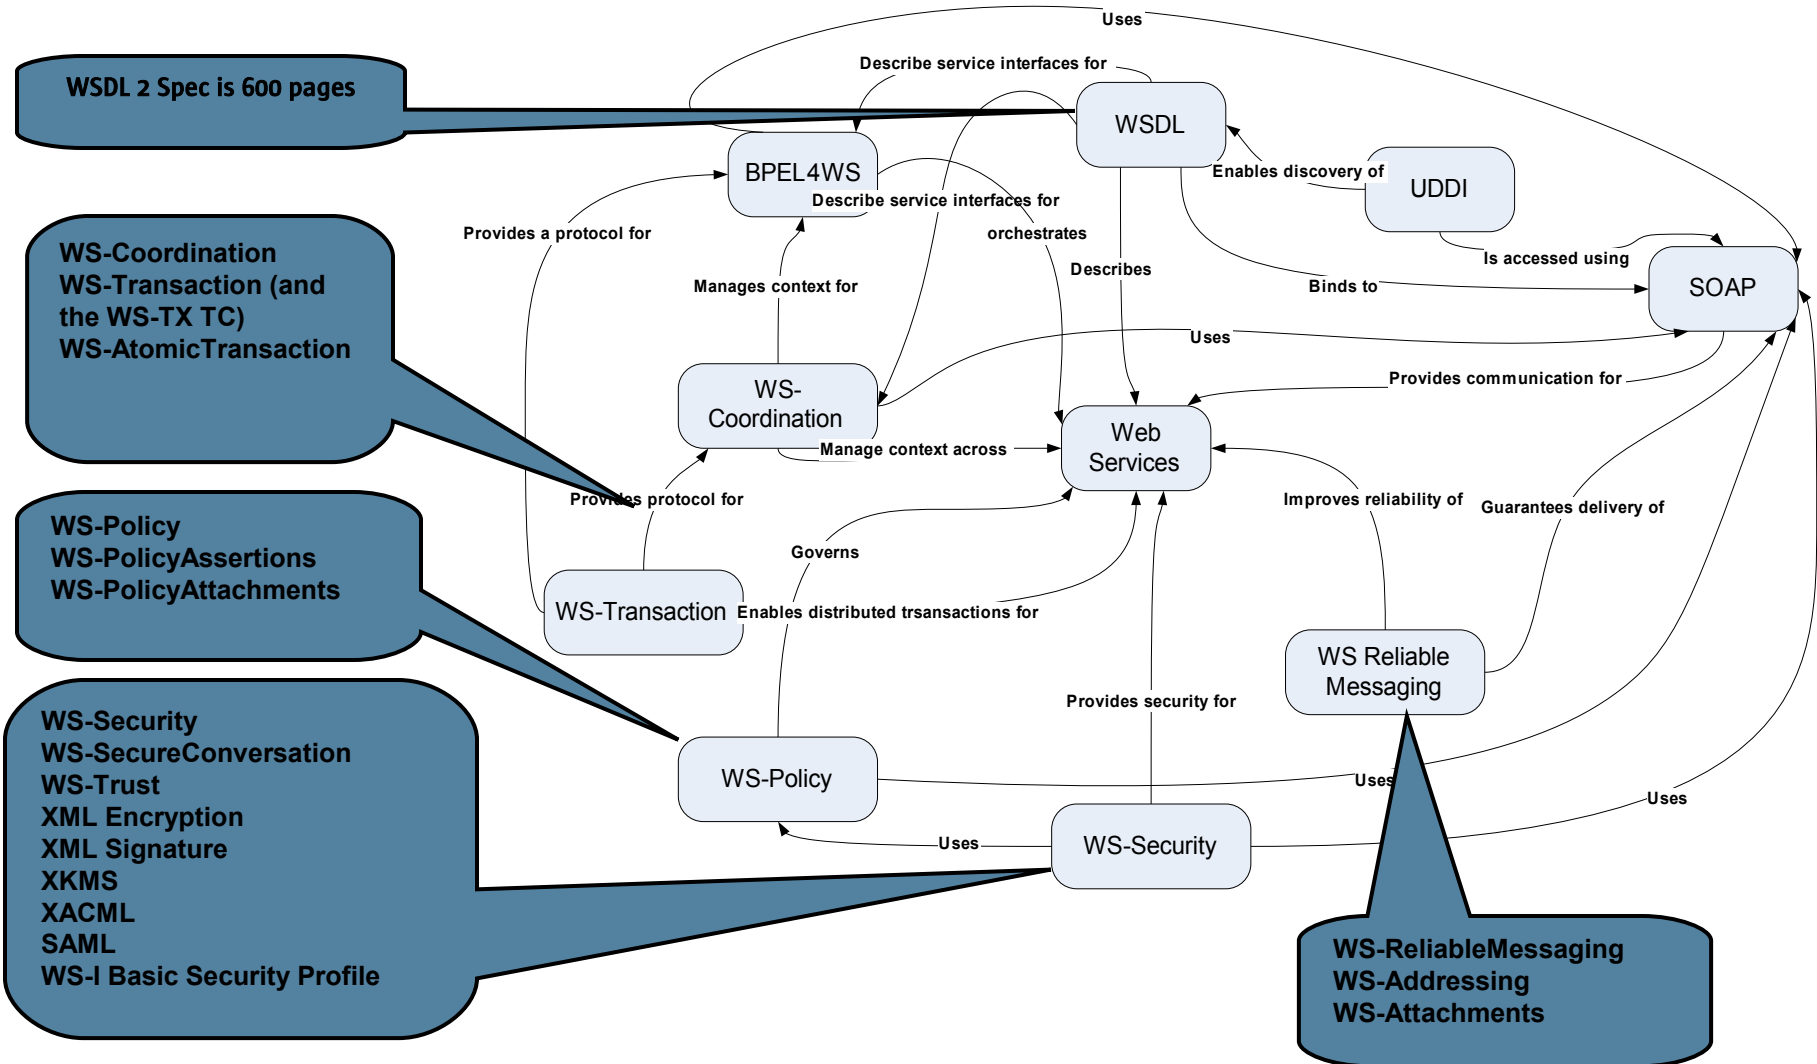 Uses
WSDL 2 Spec is 600 pages
Describe service interfaces for
WSDL
BPEL4WS
Enables discovery of
UDDI
Describe service interfaces for
Provides a protocol for
orchestrates
WS-Coordination
WS-Transaction (and
the WS-TX TC)
WS-AtomicTransaction
Is accessed using
Describes
Manages context for
Binds to
SOAP
Uses
Provides communication for
WS-
Coordination
Web
Services
Manage context across
Provides protocol for
Improves reliability of
Guarantees delivery of
WS-Policy
WS-PolicyAssertions
WS-PolicyAttachments
Governs
WS-Transaction
Enables distributed trsansactions for
WS Reliable
Messaging
Provides security for
WS-Security
WS-SecureConversation
WS-Trust
XML Encryption
XML Signature
XKMS
XACML
SAML
WS-I Basic Security Profile
WS-Policy
Uses
Uses
Uses
WS-Security
WS-ReliableMessaging
WS-Addressing
WS-Attachments